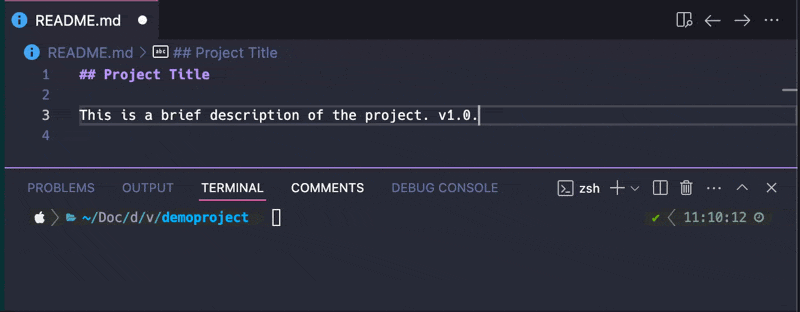 README.md
README.md > abc ## Project Title
1 ## Project Title
2
3 This is a brief description of the project. v1.0.
4
PROBLEMS OUTPUT TERMINAL COMMENTS DEBUG CONSOLE zsh
~/Doc/d/v/demoproject 11:10:12